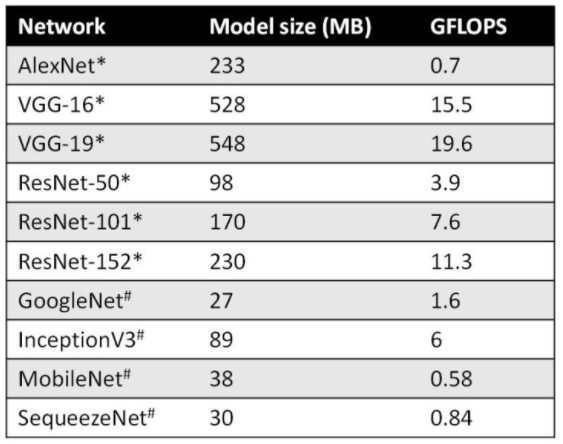 Network Model size (MB) GFLOPS
AlexNet* 233 0.7
VGG-16* 528 15.5
VGG-19* 548 19.6
ResNet-50* 98 3.9
ResNet-101* 170 7.6
ResNet-152* 230 11.3
GoogleNet# 27 1.6
InceptionV3# 89 6
MobileNet# 38 0.58
SequeezeNet# 30 0.84